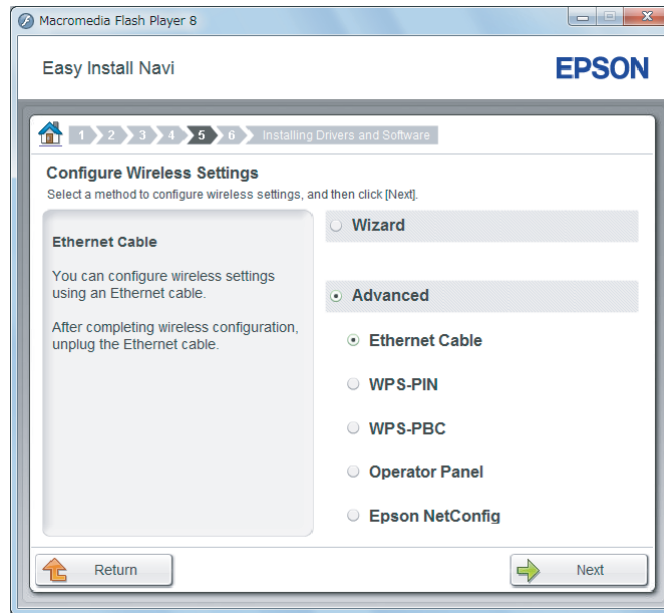 Macromedia Flash Player 8
Easy Install Navi
EPSON
1 2 3 4 5 6 Installing Drivers and Software
Configure Wireless Settings
Select a method to configure wireless settings, and then click [Next].
Ethernet Cable
You can configure wireless settings
using an Ethernet cable.
After completing wireless configuration,
unplug the Ethernet cable.
Wizard
Advanced
Ethernet Cable
WPS-PIN
WPS-PBC
Operator Panel
Epson NetConfig
Return
Next